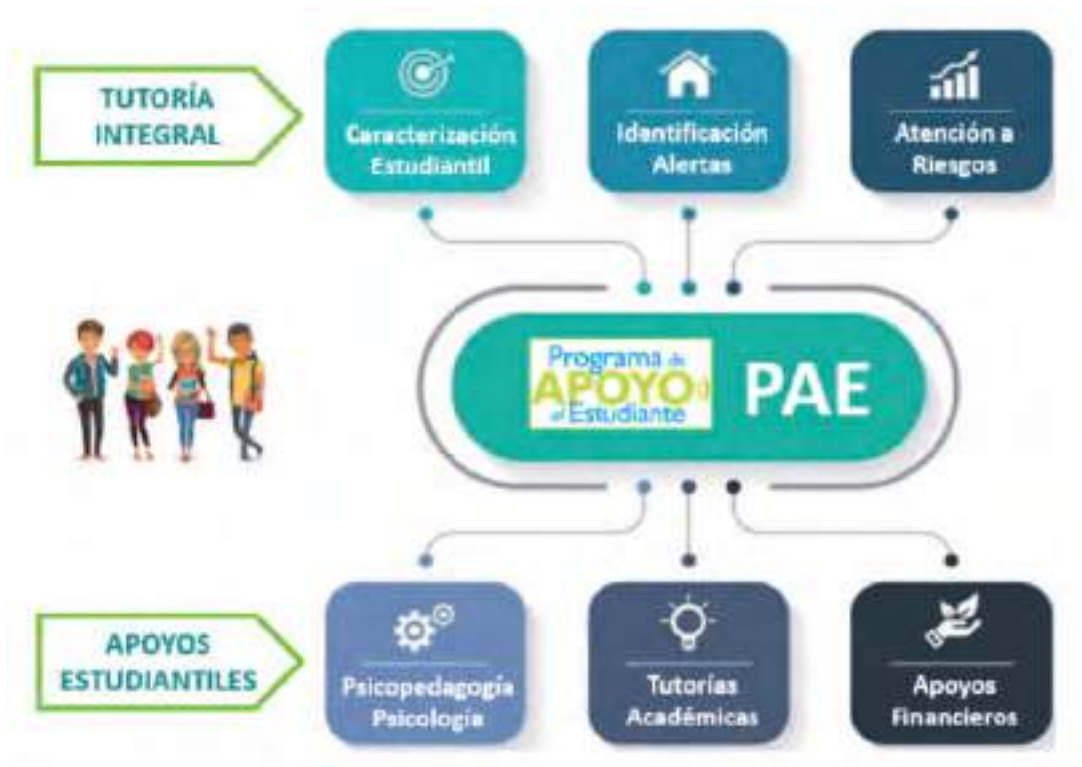 TUTORÍA
INTEGRAL
Caracterización
Estudiantil
Identificación
Alertas
Atención a
Riesgos
Programa de
APOYO
al Estudiante
PAE
APOYOS
ESTUDIANTILES
Psicopedagogía
Psicología
Tutorías
Académicas
Apoyos
Financieros